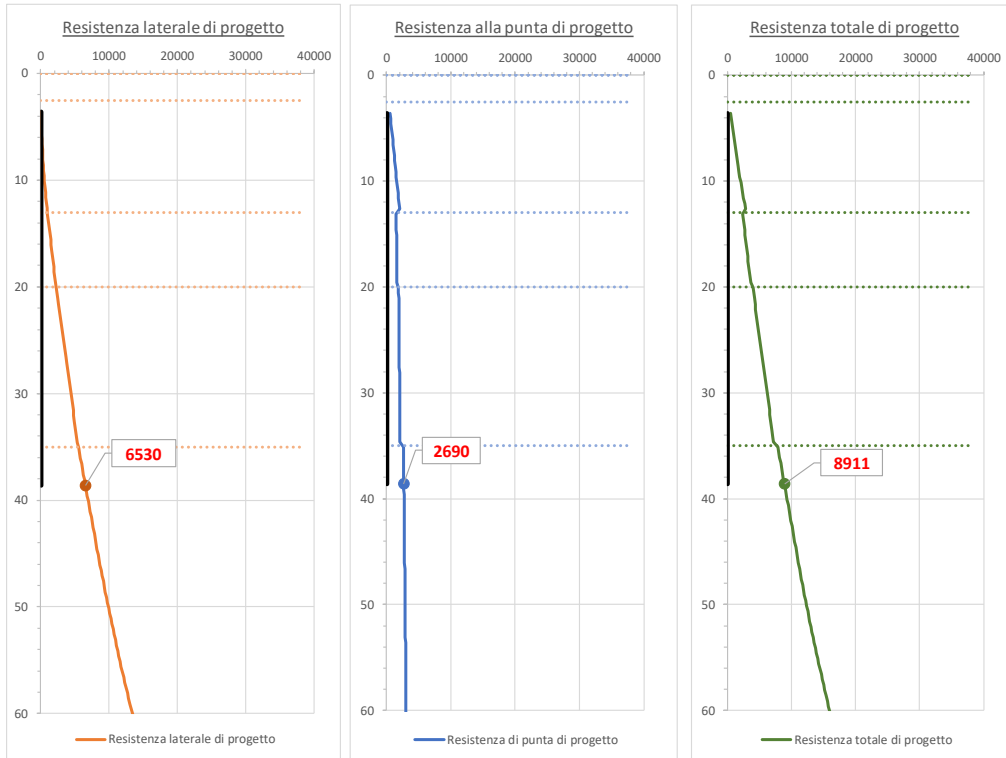 Resistenza laterale di progetto
0 10000 20000 30000 40000
0
10
20
30
40
50
60
6530
Resistenza laterale di progetto
Resistenza alla punta di progetto
0 10000 20000 30000 40000
0
10
20
30
40
50
60
2690
Resistenza di punta di progetto
Resistenza totale di progetto
0 10000 20000 30000 40000
0
10
20
30
40
50
60
8911
Resistenza totale di progetto